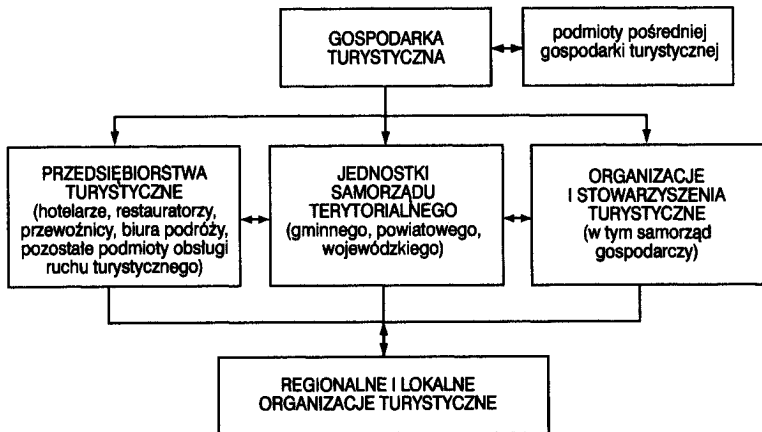 GOSPODARKA
TURYSTYCZNA
podmioty pośredniej
gospodarki turystycznej
PRZEDSIĘBIORSTWA
TURYSTYCZNE
(hotelarze, restauratorzy,
przewoźnicy, biura podróży,
pozostałe podmioty obsługi
ruchu turystycznego)
JEDNOSTKI
SAMORZĄDU
TERYTORIALNEGO
(gminnego, powiatowego,
wojewódzkiego)
ORGANIZACJE
I STOWARZYSZENIA
TURYSTYCZNE
(w tym samorząd
gospodarczy)
REGIONALNE I LOKALNE
ORGANIZACJE TURYSTYCZNE